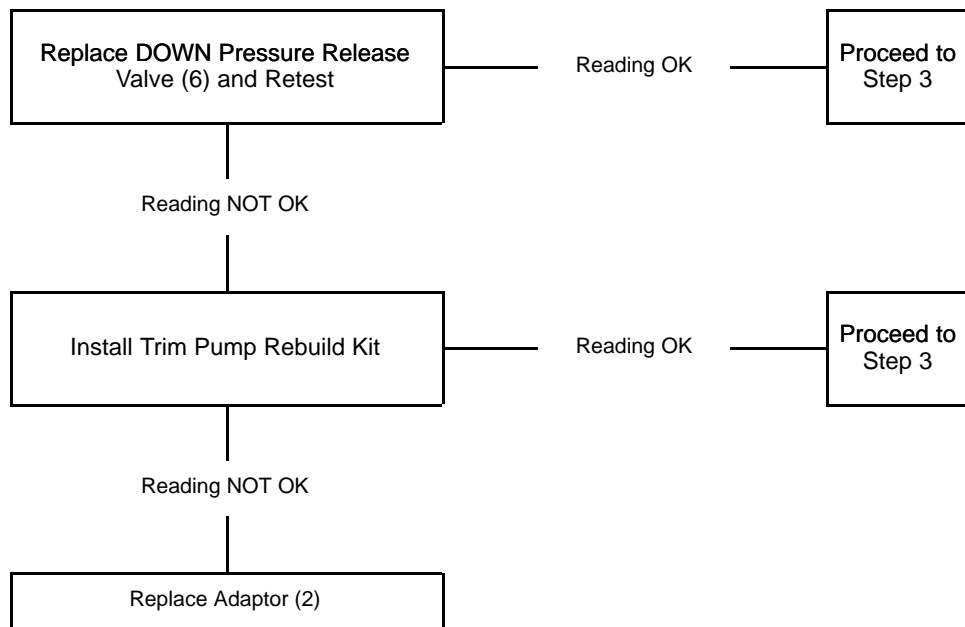 Replace DOWN Pressure Release
Valve (6) and Retest
Reading OK
Proceed to
Step 3
Reading NOT OK
Install Trim Pump Rebuild Kit
Reading OK
Proceed to
Step 3
Reading NOT OK
Replace Adaptor (2)